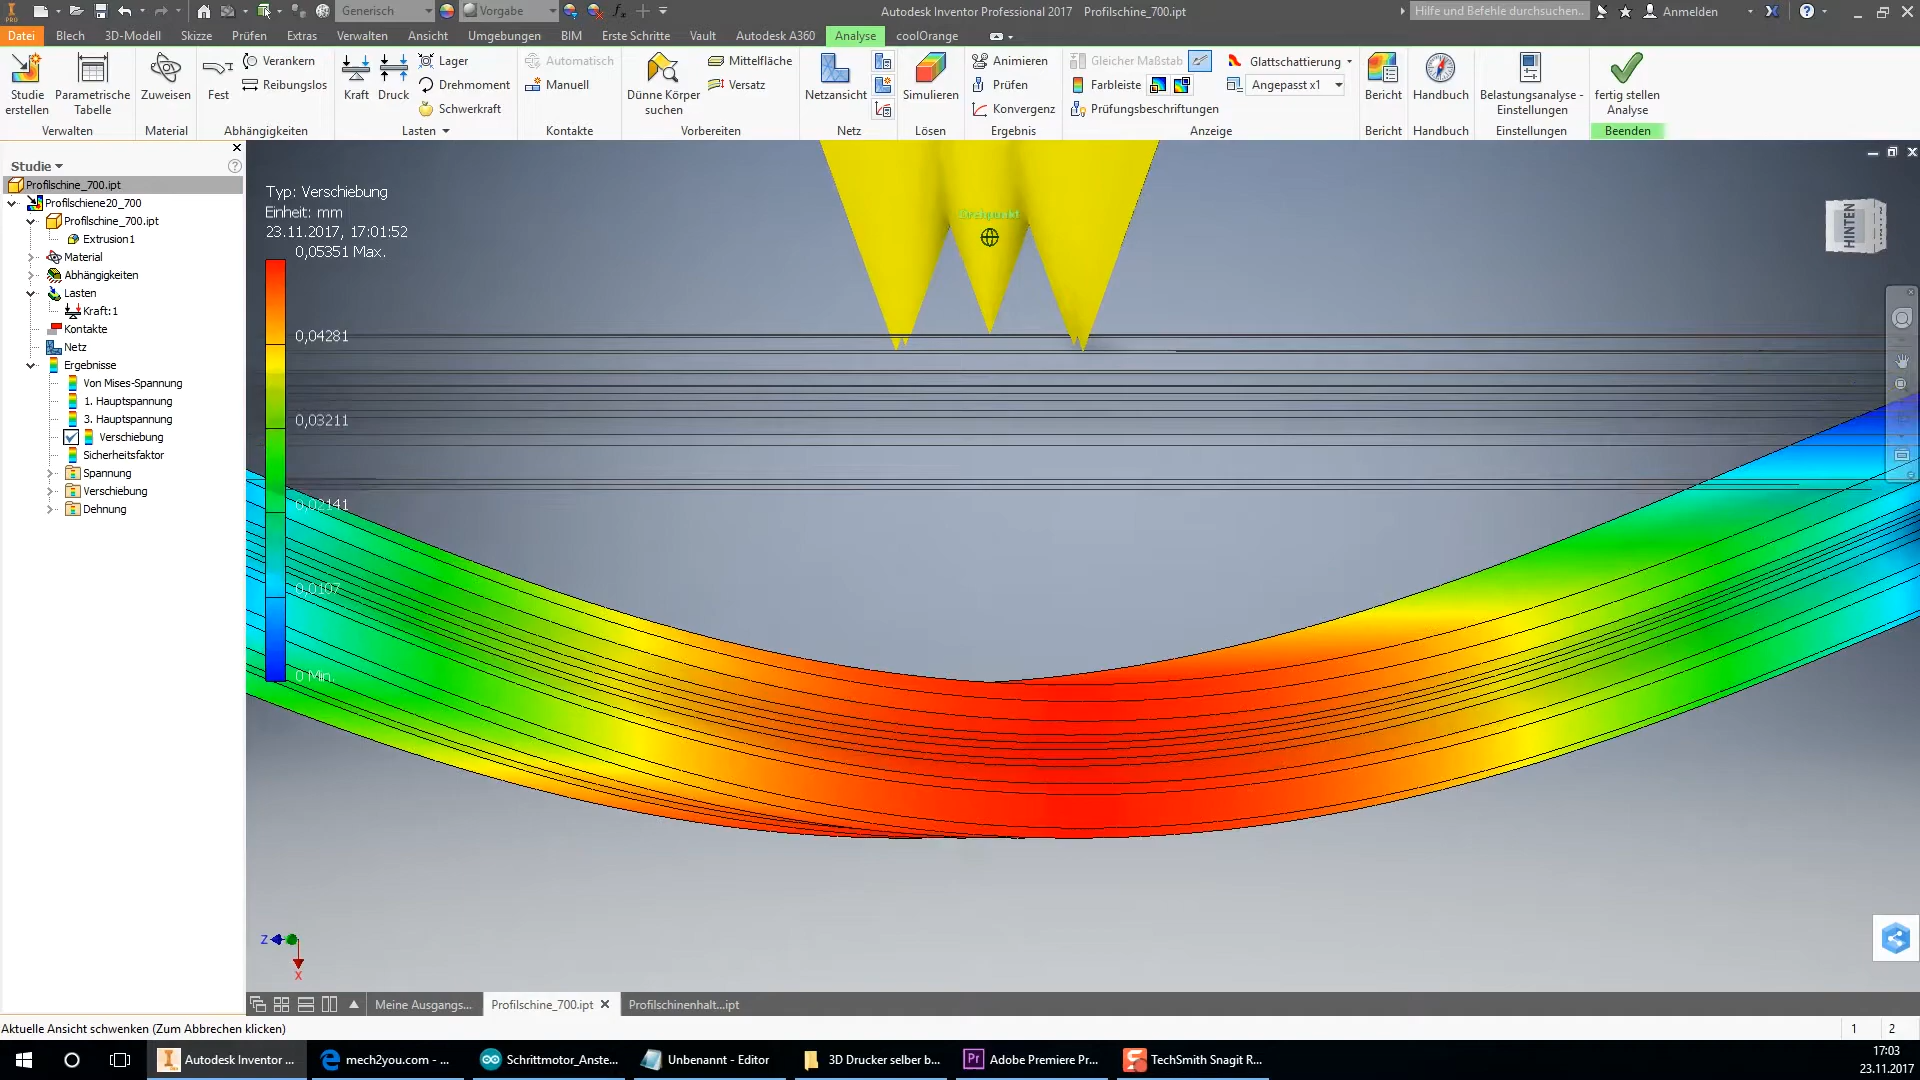 Generisch
Vorgabe
Autodesk Inventor Professional 2017 Profilschine_700.ipt
Hilfe und Befehle durchsuchen...
Anmelden
Datei Blech 3D-Modell Skizze Prüfen Extras Verwalten Ansicht Umgebungen BIM Erste Schritte Vault Autodesk A360 Analyse coolOrange
Studie erstellen
Parametrische Tabelle
Verwalten
Zuweisen
Material
Fest
Verankern
Reibungslos
Abhängigkeiten
Kraft
Druck
Lager
Drehmoment
Schwerkraft
Lasten
Automatisch
Manuell
Kontakte
Dünne Körper suchen
Mittelfläche
Versatz
Vorbereiten
Netzansicht
Netz
Simulieren
Lösen
Animieren
Prüfen
Konvergenz
Ergebnis
Gleicher Maßstab
Farbleiste
Prüfungsbeschriftungen
Glattschattierung
Angepasst x1
Anzeige
Bericht
Bericht
Handbuch
Handbuch
Belastungsanalyse - Einstellungen
Einstellungen
fertig stellen Analyse
Beenden
Studie
Profilschine_700.ipt
Profilschiene20_700
Profilschine_700.ipt
Extrusion1
Material
Abhängigkeiten
Lasten
Kraft:1
Kontakte
Netz
Ergebnisse
Von Mises-Spannung
1. Hauptspannung
3. Hauptspannung
Verschiebung
Sicherheitsfaktor
Spannung
Verschiebung
Dehnung
Typ: Verschiebung
Einheit: mm
23.11.2017, 17:01:52
0,05351 Max.
0,04281
0,03211
0,02141
0,0107
0 Min.
Drehpunkt
HINTEN
Z
X
Meine Ausgangs... Profilschine_700.ipt Profilschinenhalt...ipt
Aktuelle Ansicht schwenken (Zum Abbrechen klicken)
1 2
Autodesk Inventor ...
mech2you.com - ...
Schrittmotor_Anste...
Unbenannt - Editor
3D Drucker selber b...
Adobe Premiere Pr...
TechSmith Snagit R...
17:03
23.11.2017